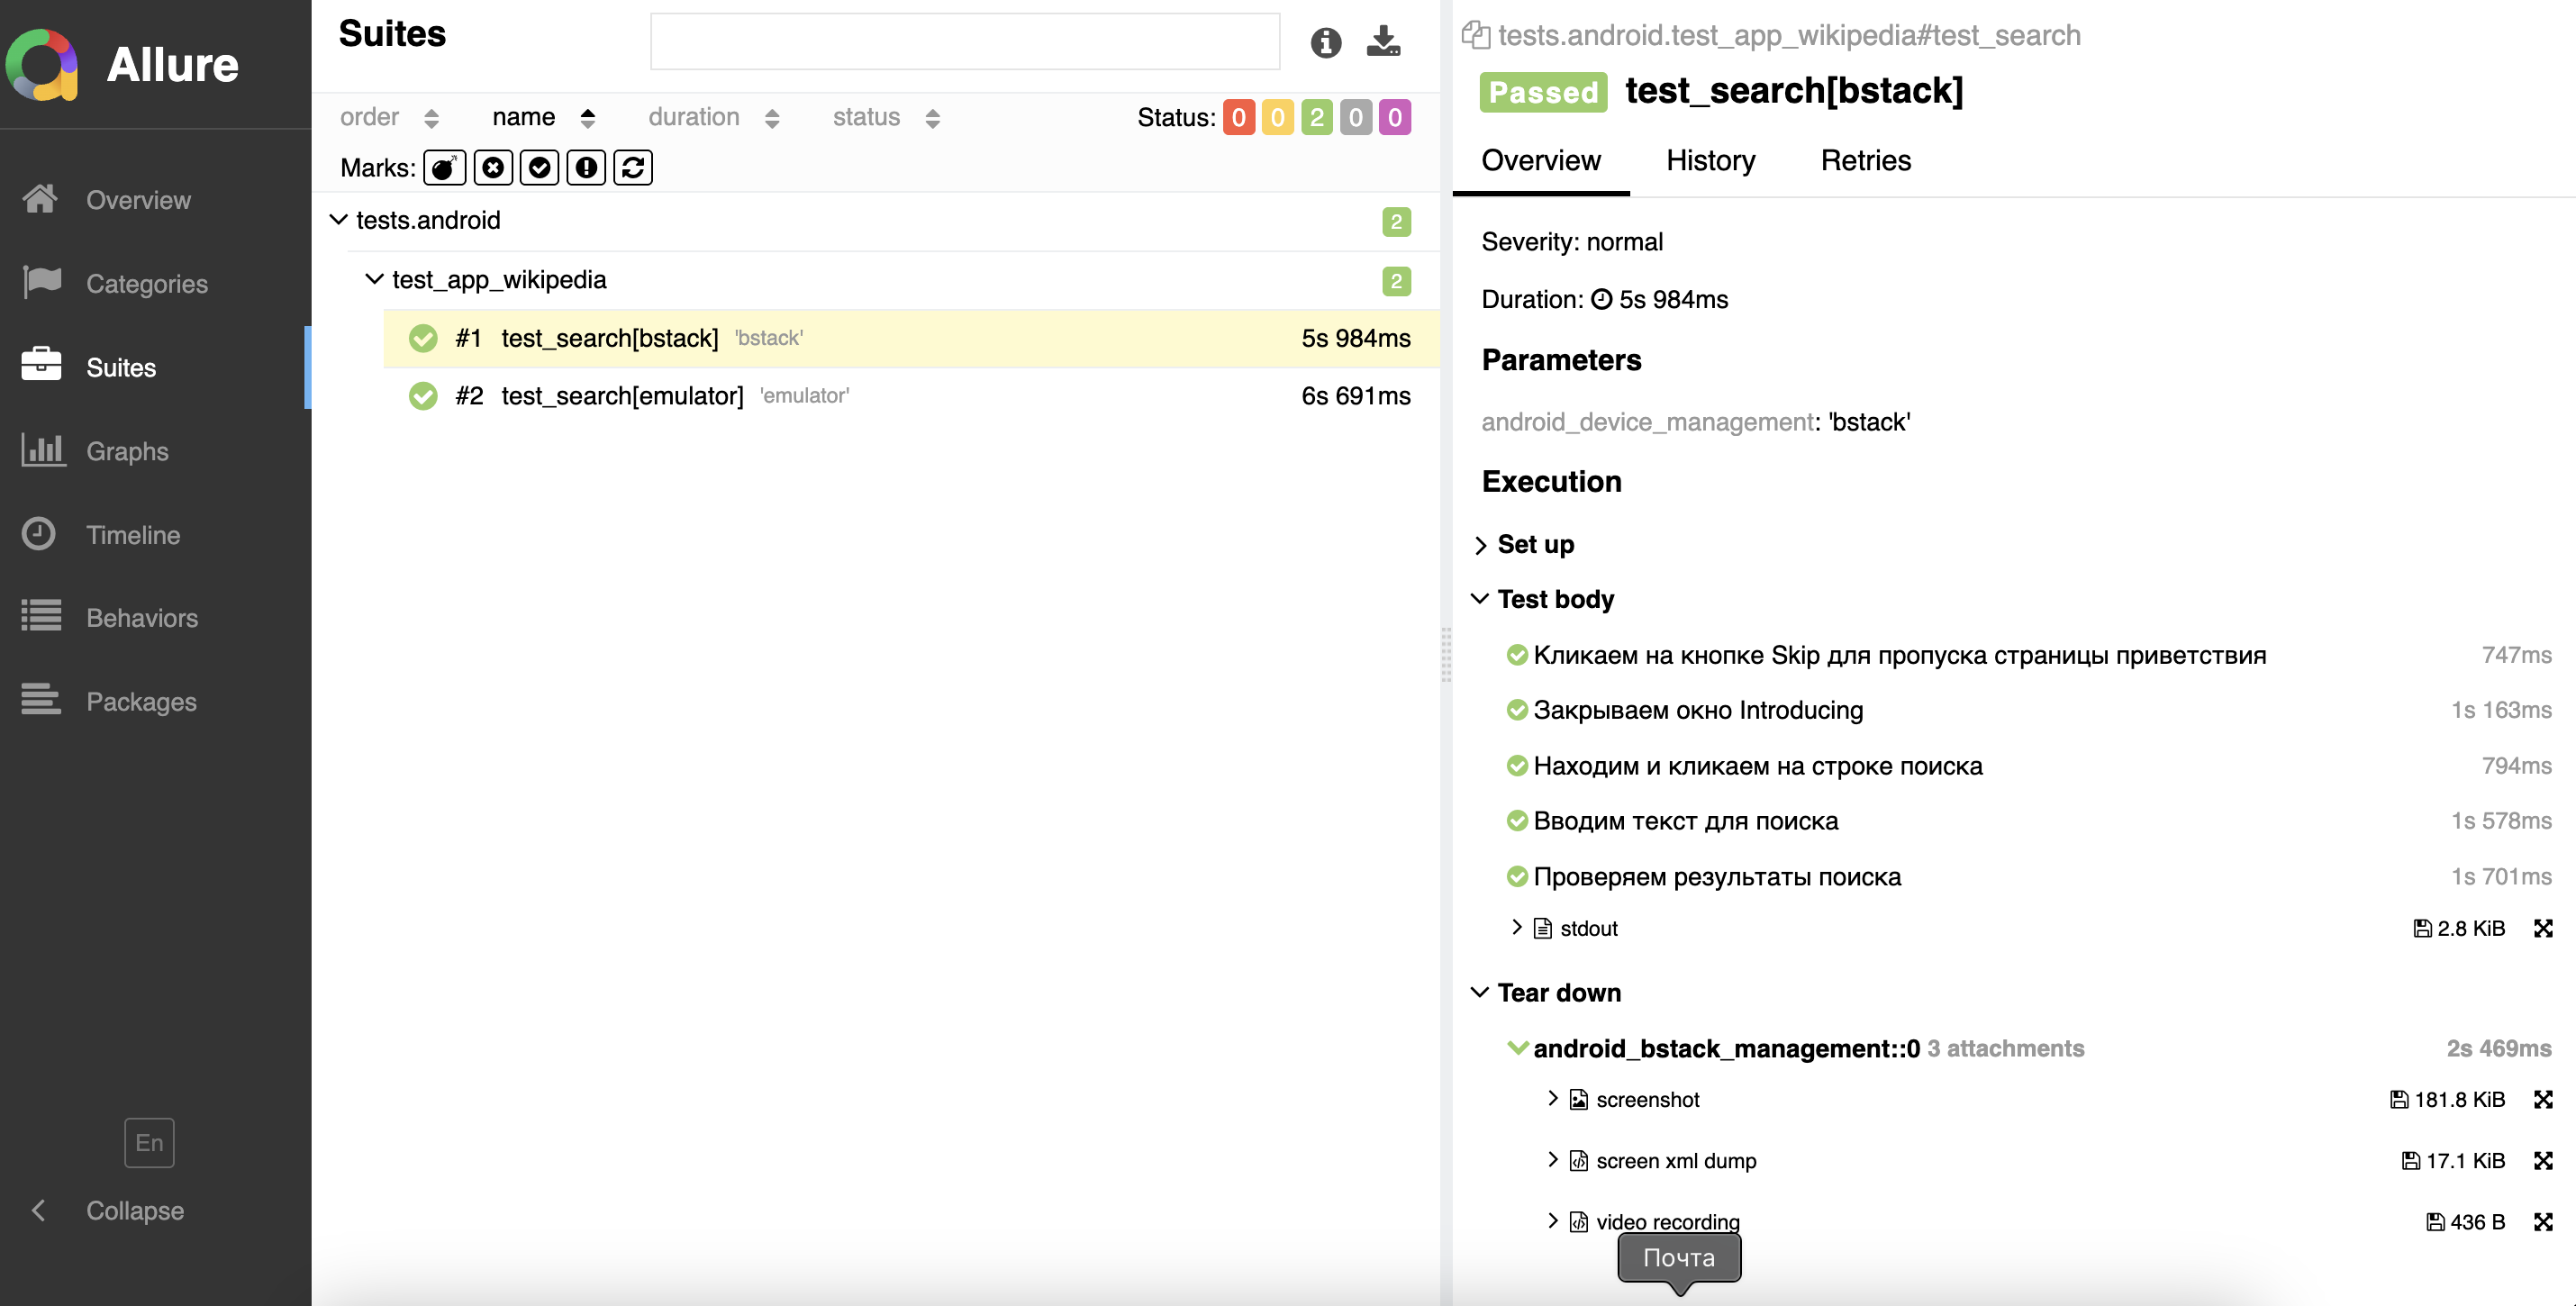 Allure
Overview
Categories
Suites
Graphs
Timeline
Behaviors
Packages
En
Collapse
Suites
order name duration status Status: 0 0 2 0 0
Marks:
tests.android 2
test_app_wikipedia 2
#1 test_search[bstack] 'bstack' 5s 984ms
#2 test_search[emulator] 'emulator' 6s 691ms
tests.android.test_app_wikipedia#test_search
Passed test_search[bstack]
Overview History Retries
Severity: normal
Duration: 5s 984ms
Parameters
android_device_management: 'bstack'
Execution
Set up
Test body
Кликаем на кнопке Skip для пропуска страницы приветствия 747ms
Закрываем окно Introducing 1s 163ms
Находим и кликаем на строке поиска 794ms
Вводим текст для поиска 1s 578ms
Проверяем результаты поиска 1s 701ms
stdout 2.8 KiB
Tear down
android_bstack_management::0 3 attachments 2s 469ms
screenshot 181.8 KiB
screen xml dump 17.1 KiB
video recording 436 B
Почта